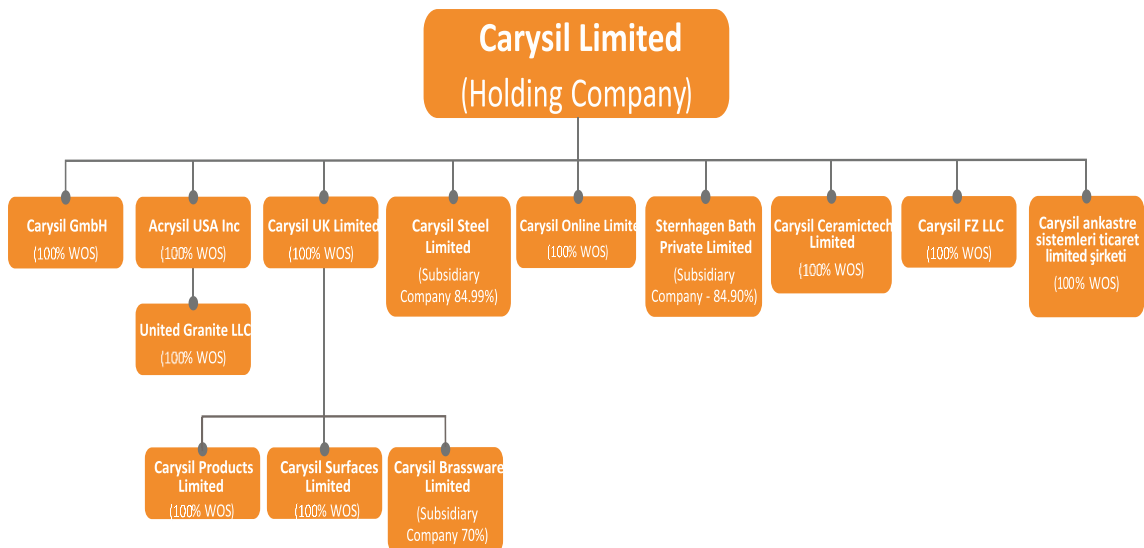 Carysil Limited
(Holding Company)
Carysil GmbH
(100% WOS)
Acrysil USA Inc
(100% WOS)
Carysil UK Limited
(100% WOS)
Carysil Steel
Limited
(Subsidiary
Company 84.99%)
Carysil Online Limite
(100% WOS)
Sternhagen Bath
Private Limited
(Subsidiary
Company - 84.90%)
Carysil Ceramictech
Limited
(100% WOS)
Carysil FZ LLC
(100% WOS)
Carysil ankastre
sistemleri ticaret
limited şirketi
(100% WOS)
United Granite LLC
(100% WOS)
Carysil Products
Limited
(100% WOS)
Carysil Surfaces
Limited
(100% WOS)
Carysil Brassware
Limited
(Subsidiary
Company 70%)